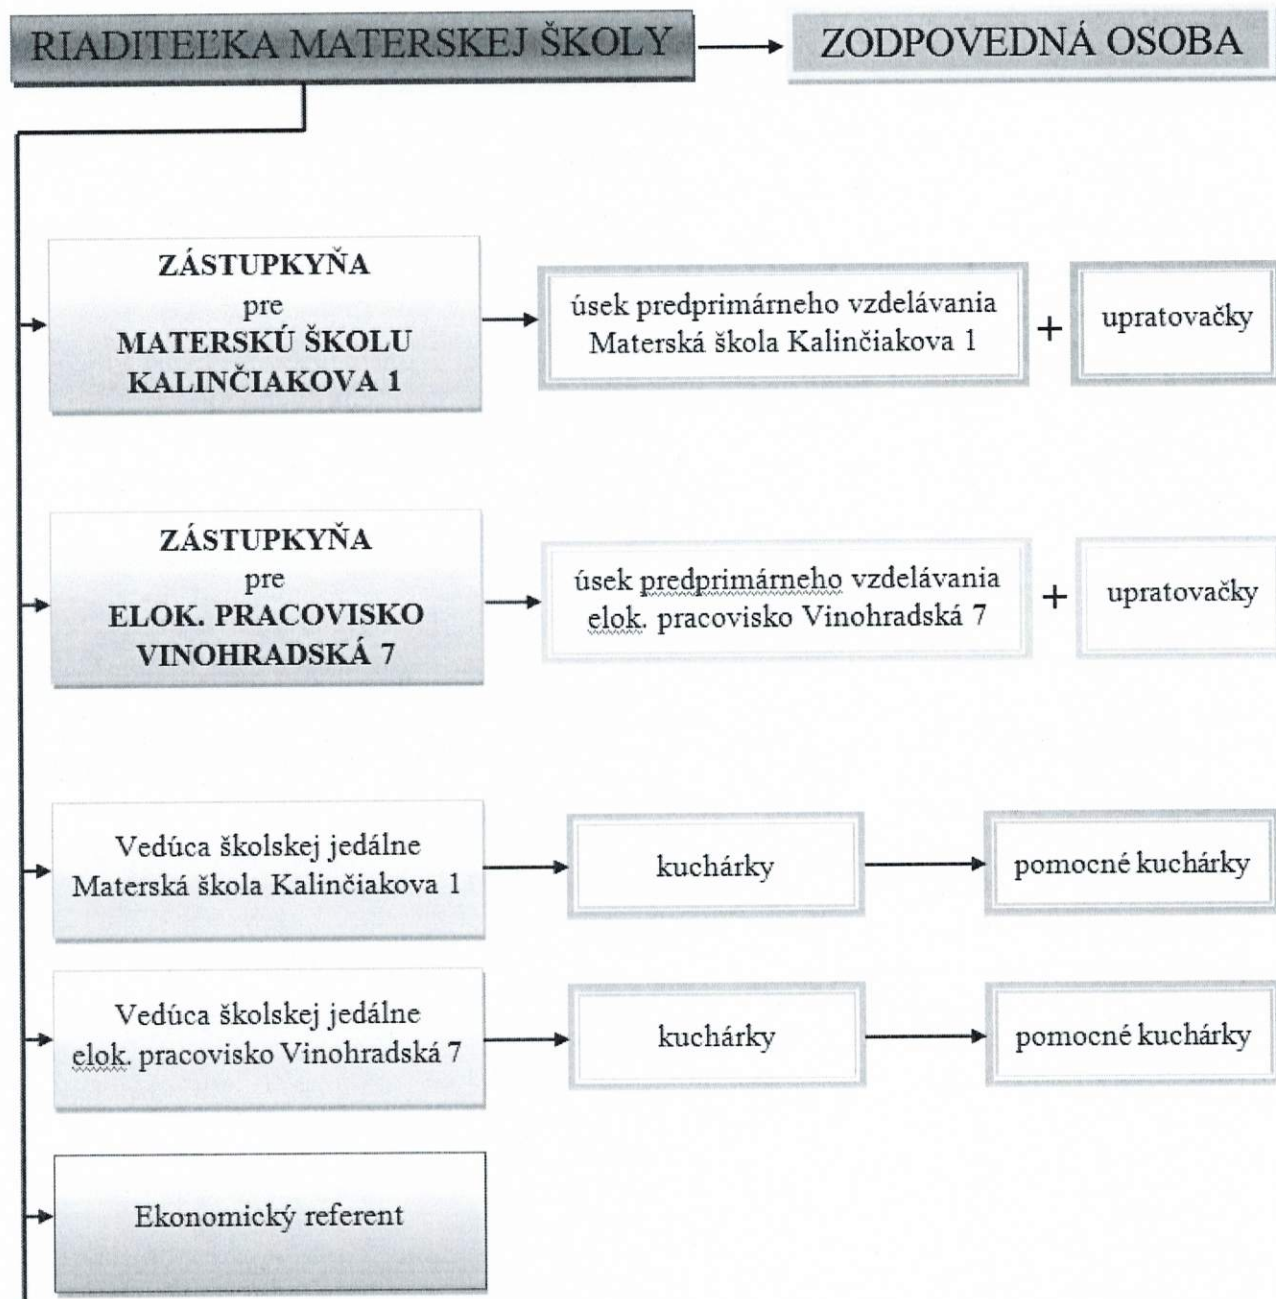 RIADITEĽKA MATERSKEJ ŠKOLY
ZODPOVEDNÁ OSOBA
ZÁSTUPKYŇA
pre
MATERSKÚ ŠKOLU
KALINČIAKOVA 1
úsek predprimárneho vzdelávania
Materská škola Kalinčiakova 1
+
upratovačky
ZÁSTUPKYŇA
pre
ELOK. PRACOVISKO
VINOHRADSKÁ 7
úsek predprimárneho vzdelávania
elok. pracovisko Vinohradská 7
+
upratovačky
Vedúca školskej jedálne
Materská škola Kalinčiakova 1
kuchárky
pomocné kuchárky
Vedúca školskej jedálne
elok. pracovisko Vinohradská 7
kuchárky
pomocné kuchárky
Ekonomický referent